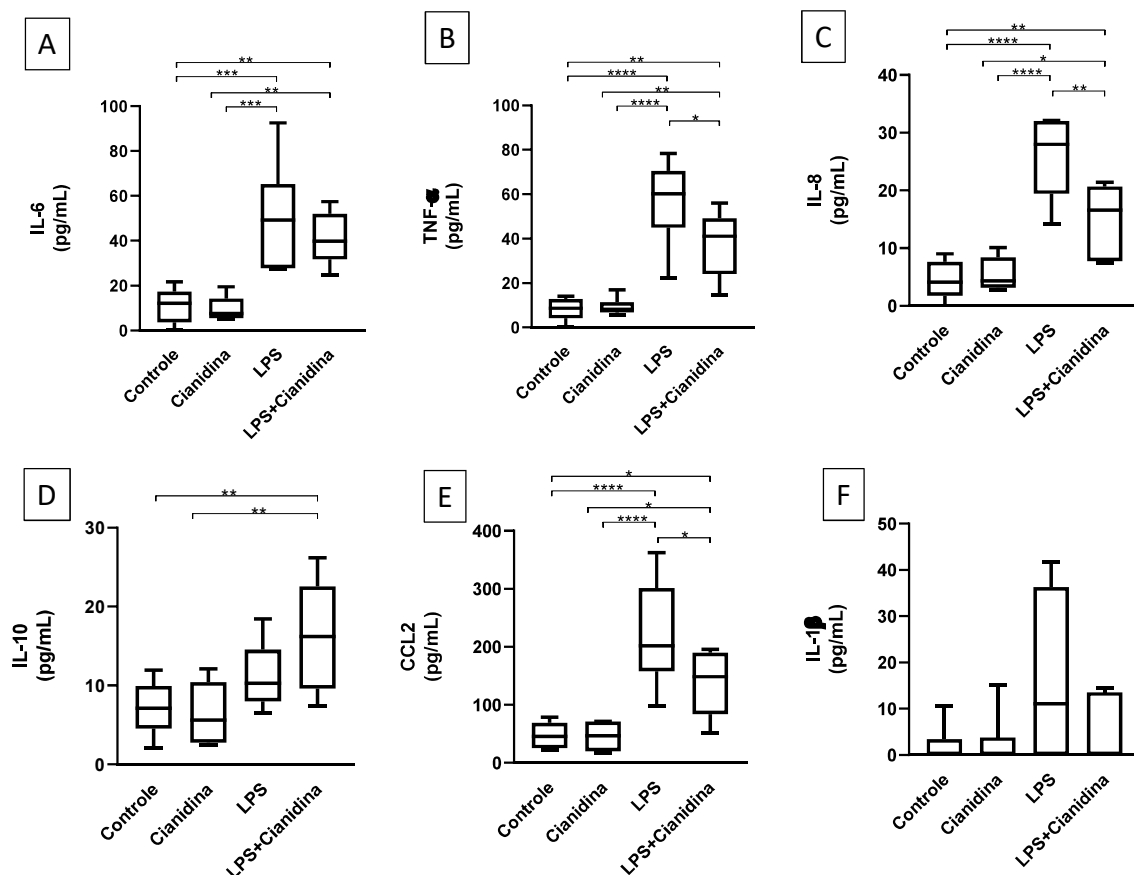 A
**
***
**
***
IL-6
(pg/mL)
100
80
60
40
20
0
Controle
Cianidina
LPS
LPS+Cianidina
B
**
****
**
****
*
TNF-α
(pg/mL)
100
80
60
40
20
0
Controle
Cianidina
LPS
LPS+Cianidina
C
**
****
*
****
**
IL-8
(pg/mL)
40
30
20
10
0
Controle
Cianidina
LPS
LPS+Cianidina
D
**
**
IL-10
(pg/mL)
30
20
10
0
Controle
Cianidina
LPS
LPS+Cianidina
E
*
****
*
****
*
CCL2
(pg/mL)
400
300
200
100
0
Controle
Cianidina
LPS
LPS+Cianidina
F
IL-1β
(pg/mL)
50
40
30
20
10
0
Controle
Cianidina
LPS
LPS+Cianidina